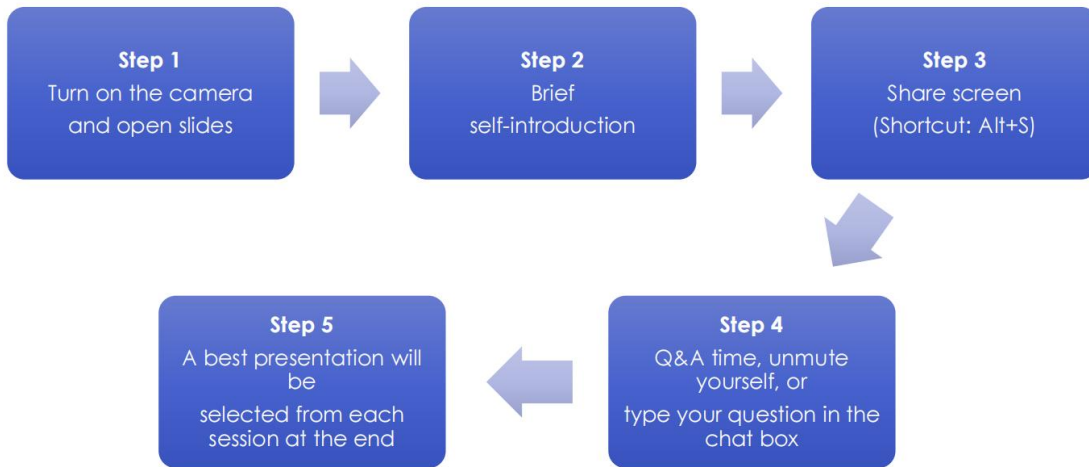 Step 1
Turn on the camera
and open slides
Step 2
Brief
self-introduction
Step 3
Share screen
(Shortcut: Alt+S)
Step 4
Q&A time, unmute
yourself, or
type your question in the
chat box
Step 5
A best presentation will
be
selected from each
session at the end